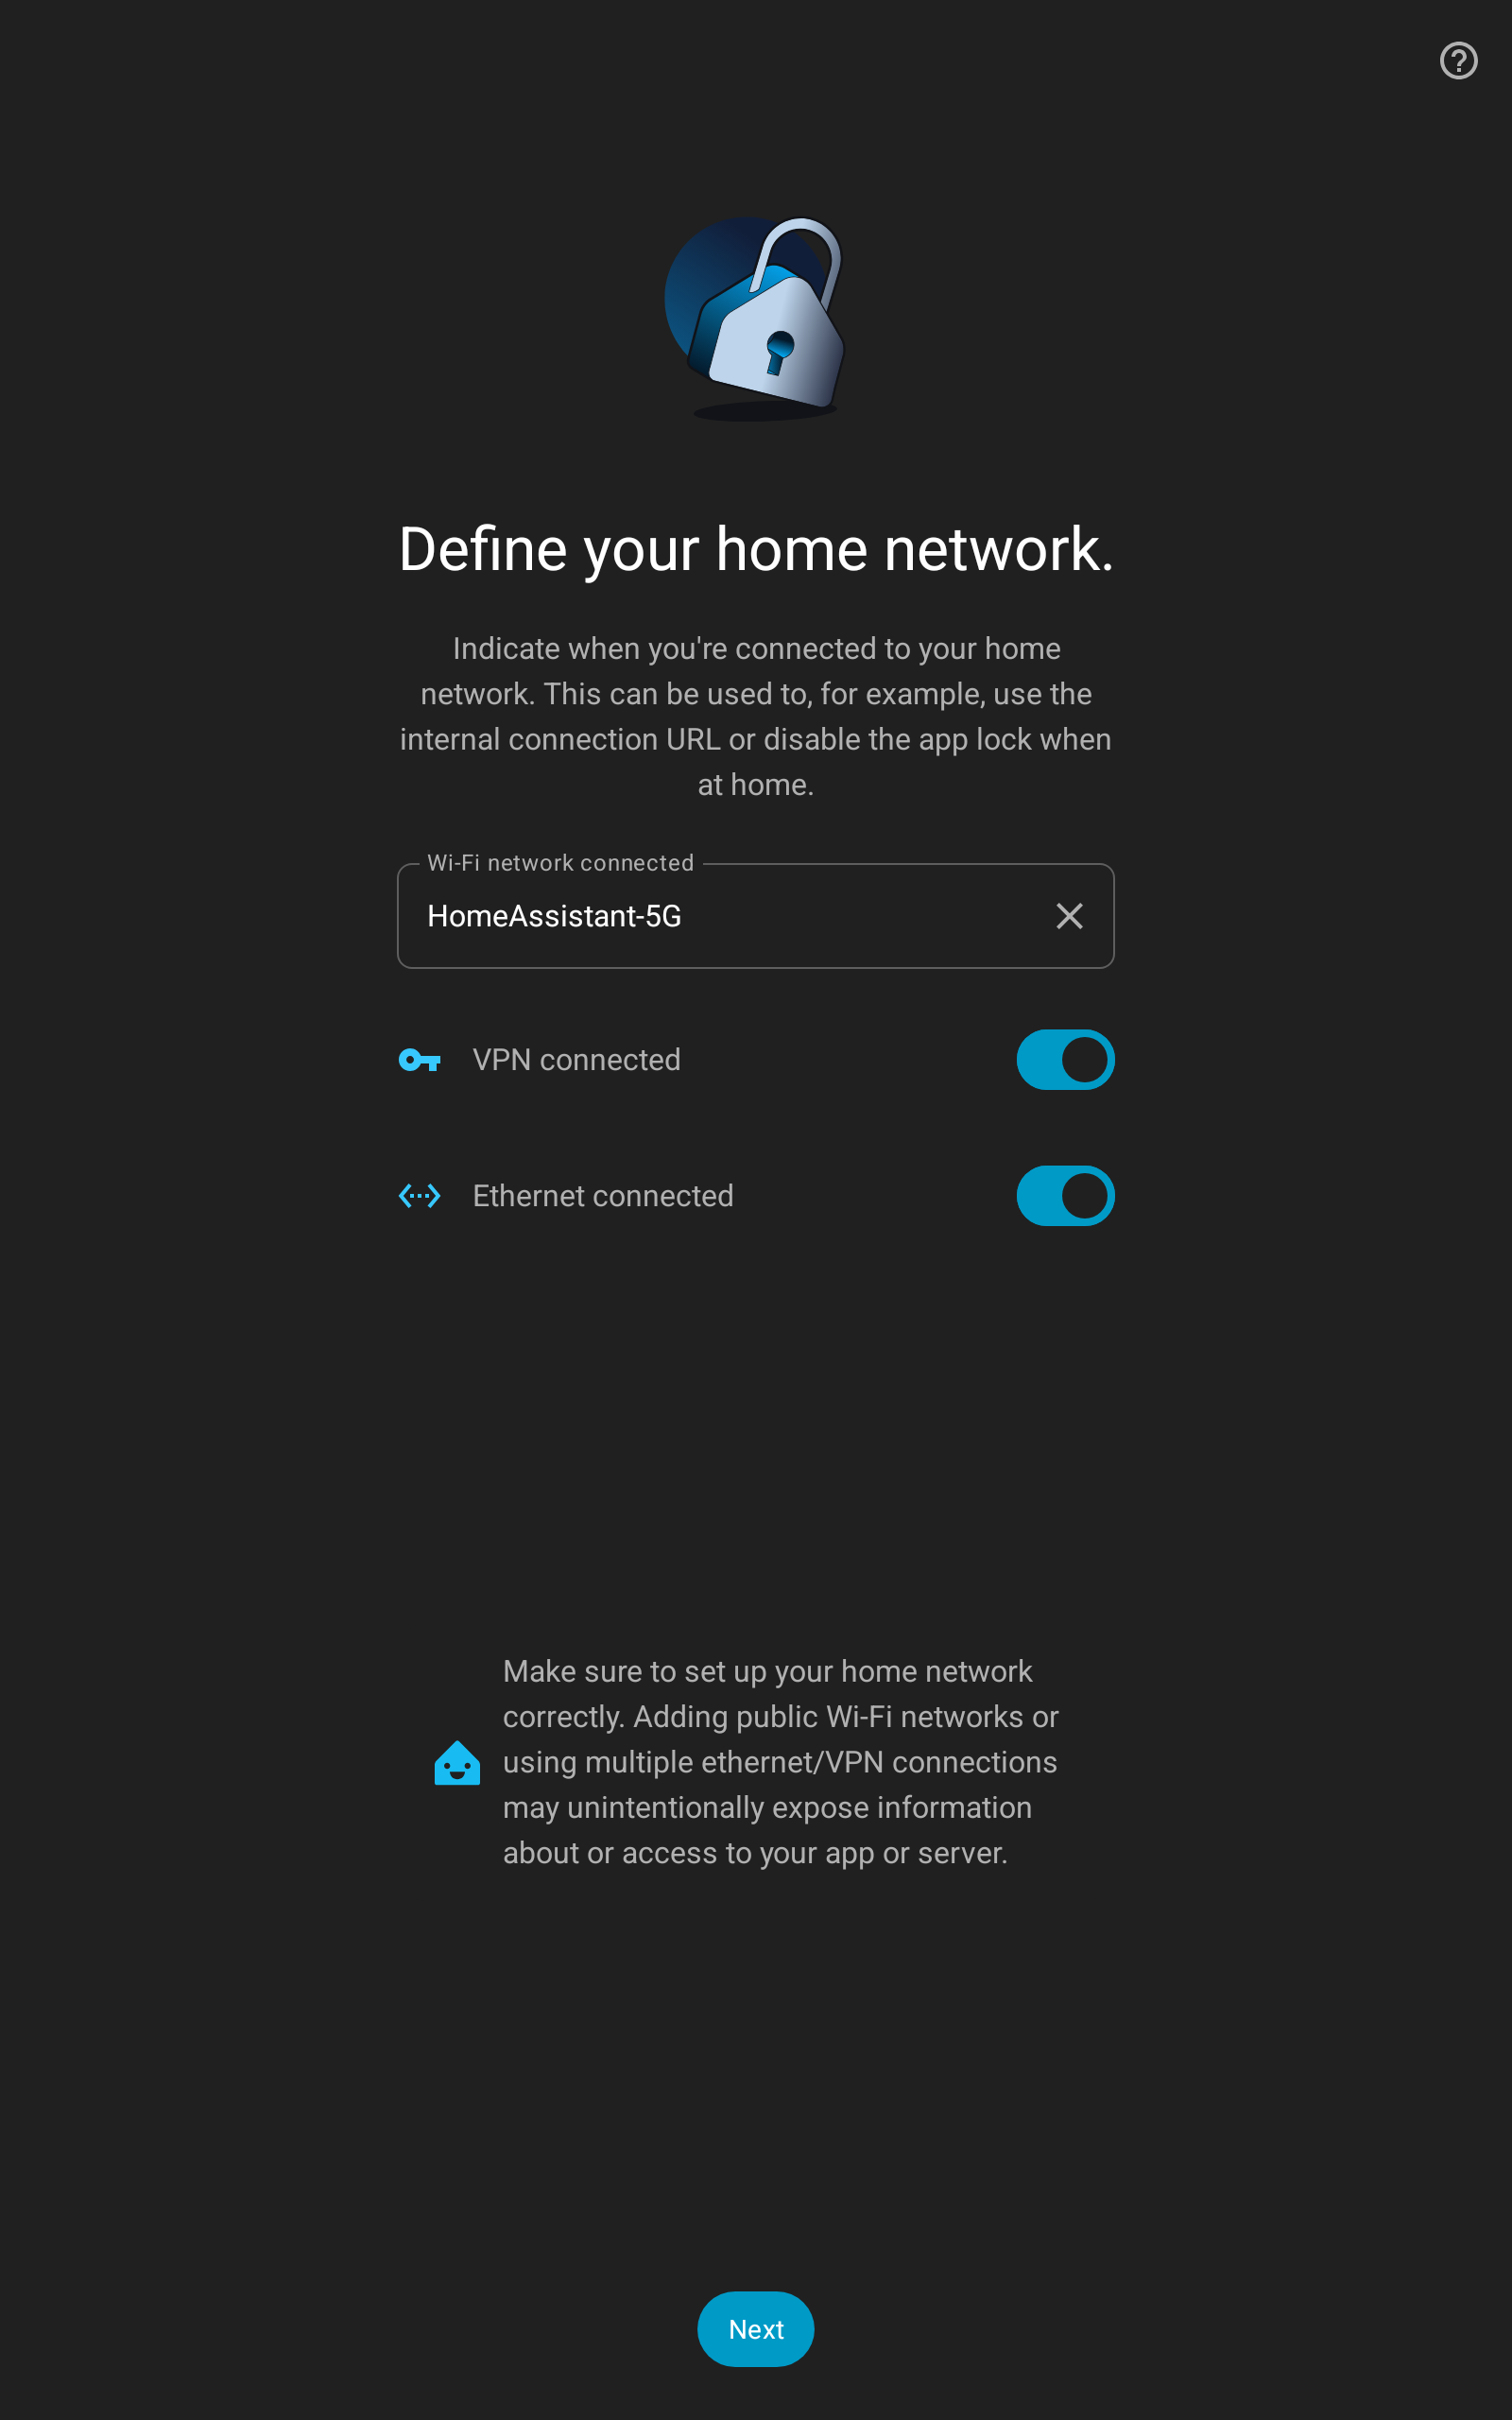 Define your home network.
Indicate when you're connected to your home
network. This can be used to, for example, use the
internal connection URL or disable the app lock when
at home.
Wi-Fi network connected
HomeAssistant-5G
VPN connected
Ethernet connected
Make sure to set up your home network
correctly. Adding public Wi-Fi networks or
using multiple ethernet/VPN connections
may unintentionally expose information
about or access to your app or server.
Next